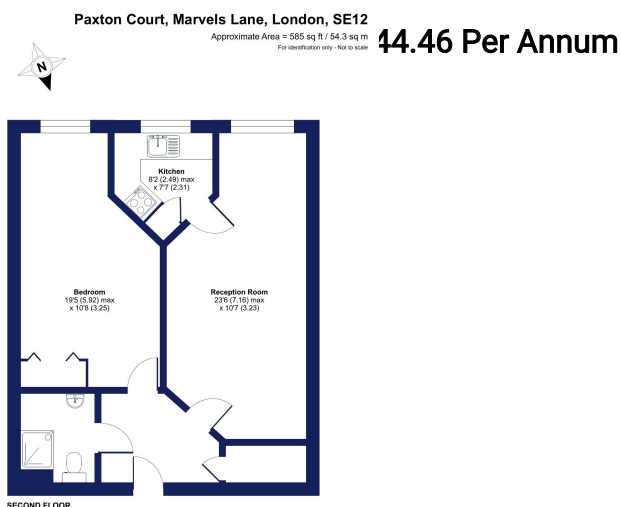 Paxton Court, Marvels Lane, London, SE12
Approximate Area = 585 sq ft / 54.3 sq m
For identification only - Not to scale
44.46 Per Annum
N
Kitchen
8'2 (2.49) max
x 7'7 (2.31)
Bedroom
19'5 (5.92) max
x 10'8 (3.25)
Reception Room
23'6 (7.16) max
x 10'7 (3.23)
SECOND FLOOR